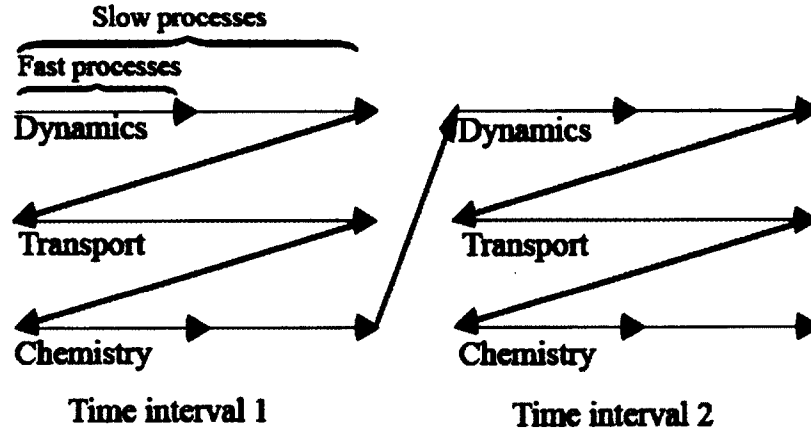 Slow processes
Fast processes
Dynamics
Dynamics
Transport
Transport
Chemistry
Chemistry
Time interval 1
Time interval 2